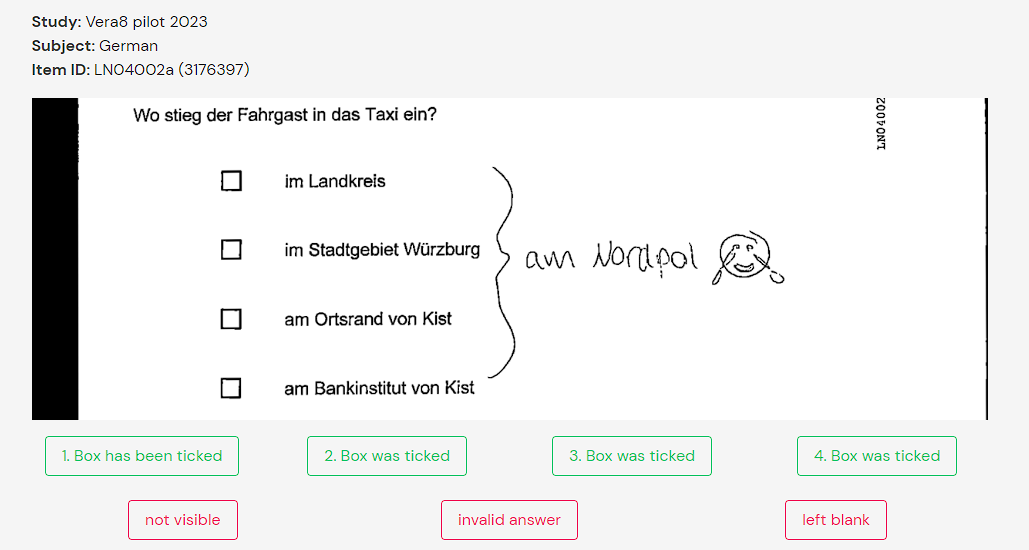 Study: Vera8 pilot 2023
Subject: German
Item ID: LN04002a (3176397)
Wo stieg der Fahrgast in das Taxi ein?
LN04002
im Landkreis
im Stadtgebiet Würzburg
am Nordpol
am Ortsrand von Kist
am Bankinstitut von Kist
1. Box has been ticked
2. Box was ticked
3. Box was ticked
4. Box was ticked
not visible
invalid answer
left blank